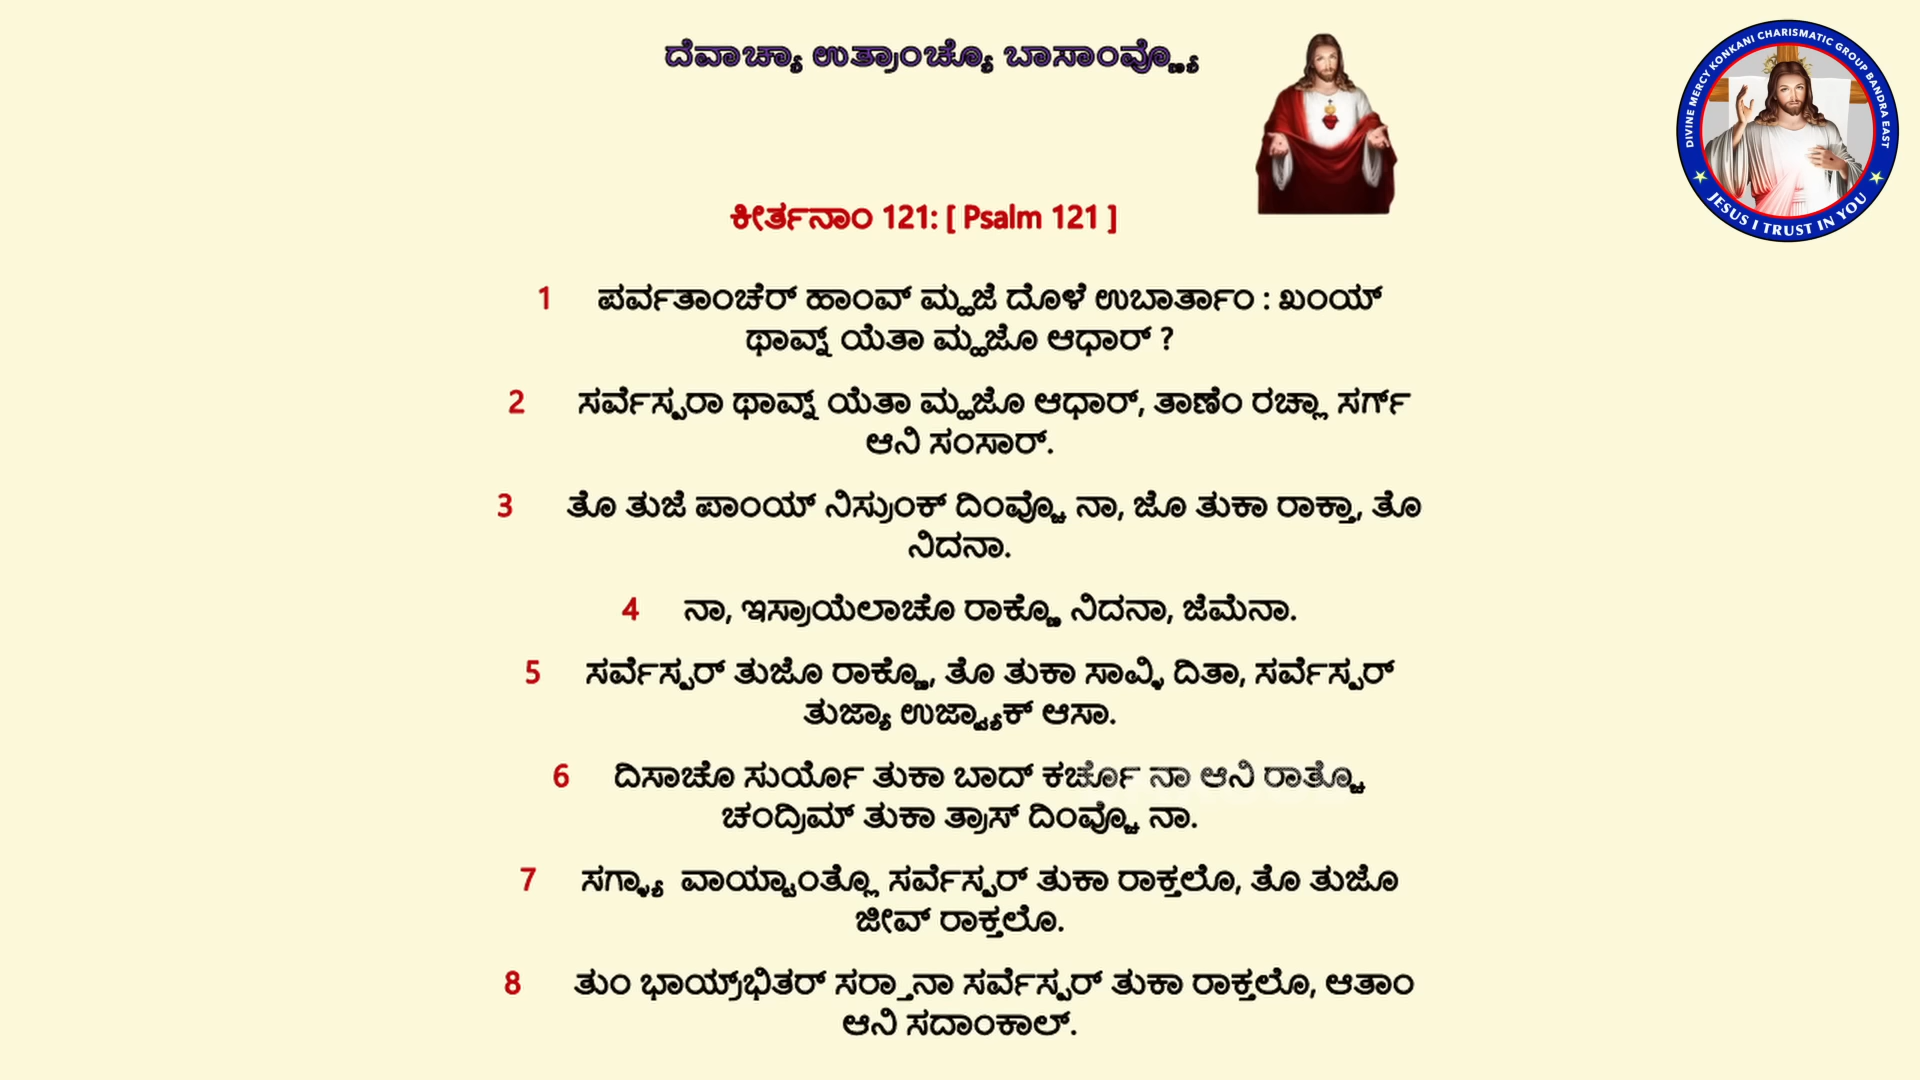 ದೆವಾಚ್ಯಾ ಉತ್ರಾಂಚ್ಯೊ ಬಾಸಾಂವ್ಣ್ಯೊ
DIVINE MERCY KONKANI CHARISMATIC GROUP BANDRA EAST
JESUS I TRUST IN YOU
ಕೀರ್ತನಾಂ 121: [ Psalm 121 ]
1 ಪರ್ವತಾಂಚೆರ್ ಹಾಂವ್ ಮ್ಹಜೆ ದೊಳೆ ಉಬಾರ್ತಾಂ : ಖಂಯ್
ಥಾವ್ನ್ ಯೆತಾ ಮ್ಹಜೊ ಆಧಾರ್ ?
2 ಸರ್ವೆಸ್ಪರಾ ಥಾವ್ನ್ ಯೆತಾ ಮ್ಹಜೊ ಆಧಾರ್, ತಾಣೆಂ ರಚ್ಲಾ ಸರ್ಗ್
ಆನಿ ಸಂಸಾರ್.
3 ತೊ ತುಜೆ ಪಾಂಯ್ ನಿಸ್ರುಂಕ್ ದಿಂವ್ಚೊ ನಾ, ಜೊ ತುಕಾ ರಾಕ್ತಾ, ತೊ
ನಿದನಾ.
4 ನಾ, ಇಸ್ರಾಯೆಲಾಚೊ ರಾಕ್ಣೊ ನಿದನಾ, ಜೆಮೆನಾ.
5 ಸರ್ವೆಸ್ಪರ್ ತುಜೊ ರಾಕ್ಣೊ, ತೊ ತುಕಾ ಸಾವ್ಳಿ ದಿತಾ, ಸರ್ವೆಸ್ಪರ್
ತುಜ್ಯಾ ಉಜ್ವ್ಯಾಕ್ ಆಸಾ.
6 ದಿಸಾಚೊ ಸುರ್ಯೊ ತುಕಾ ಬಾದ್ ಕರ್ಚೊ ನಾ ಆನಿ ರಾತ್ಚೊ
ಚಂದ್ರಿಮ್ ತುಕಾ ತ್ರಾಸ್ ದಿಂವ್ಚೊ ನಾ.
7 ಸಗ್ಳ್ಯಾ ವಾಯ್ಟಾಂತ್ಲೊ ಸರ್ವೆಸ್ಪರ್ ತುಕಾ ರಾಕ್ತಲೊ, ತೊ ತುಜೊ
ಜೀವ್ ರಾಕ್ತಲೊ.
8 ತುಂ ಭಾಯ್ರ್‌ಭಿತರ್ ಸರ್‍ತಾನಾ ಸರ್ವೆಸ್ಪರ್ ತುಕಾ ರಾಕ್ತಲೊ, ಆತಾಂ
ಆನಿ ಸದಾಂಕಾಲ್.